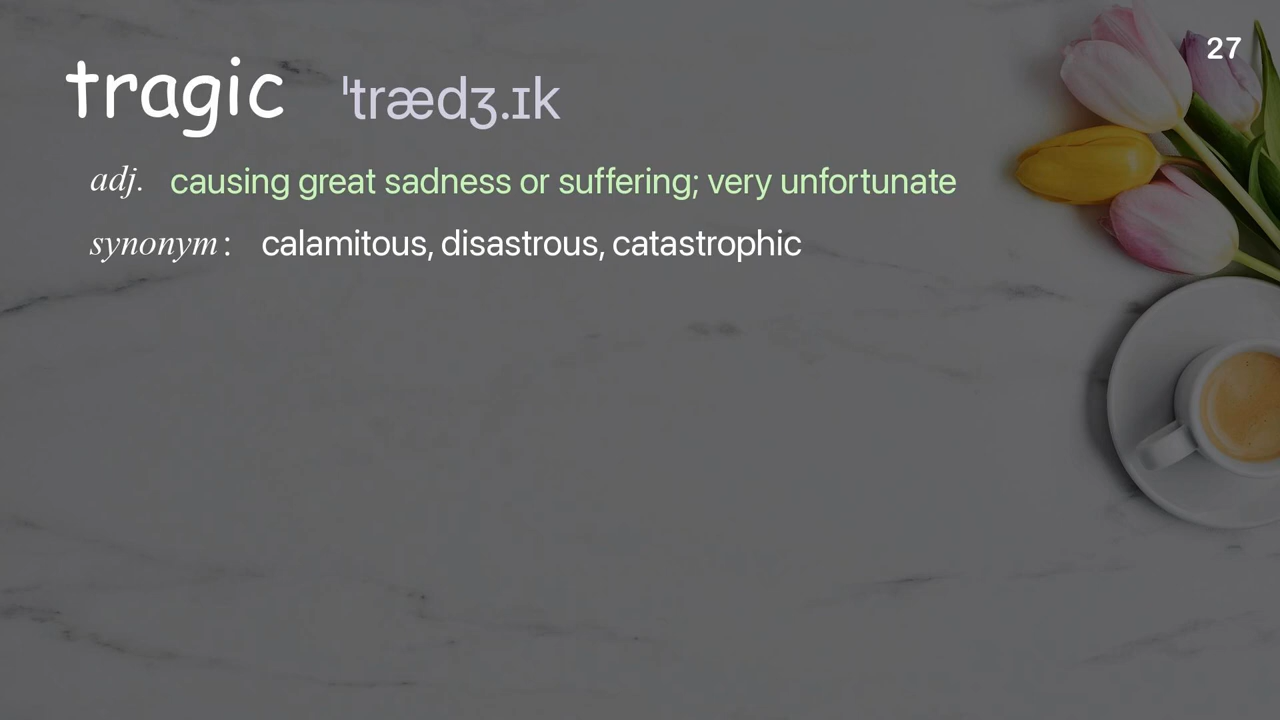 27
tragic ˈtrædʒ.ɪk
adj. causing great sadness or suffering; very unfortunate
synonym: calamitous, disastrous, catastrophic